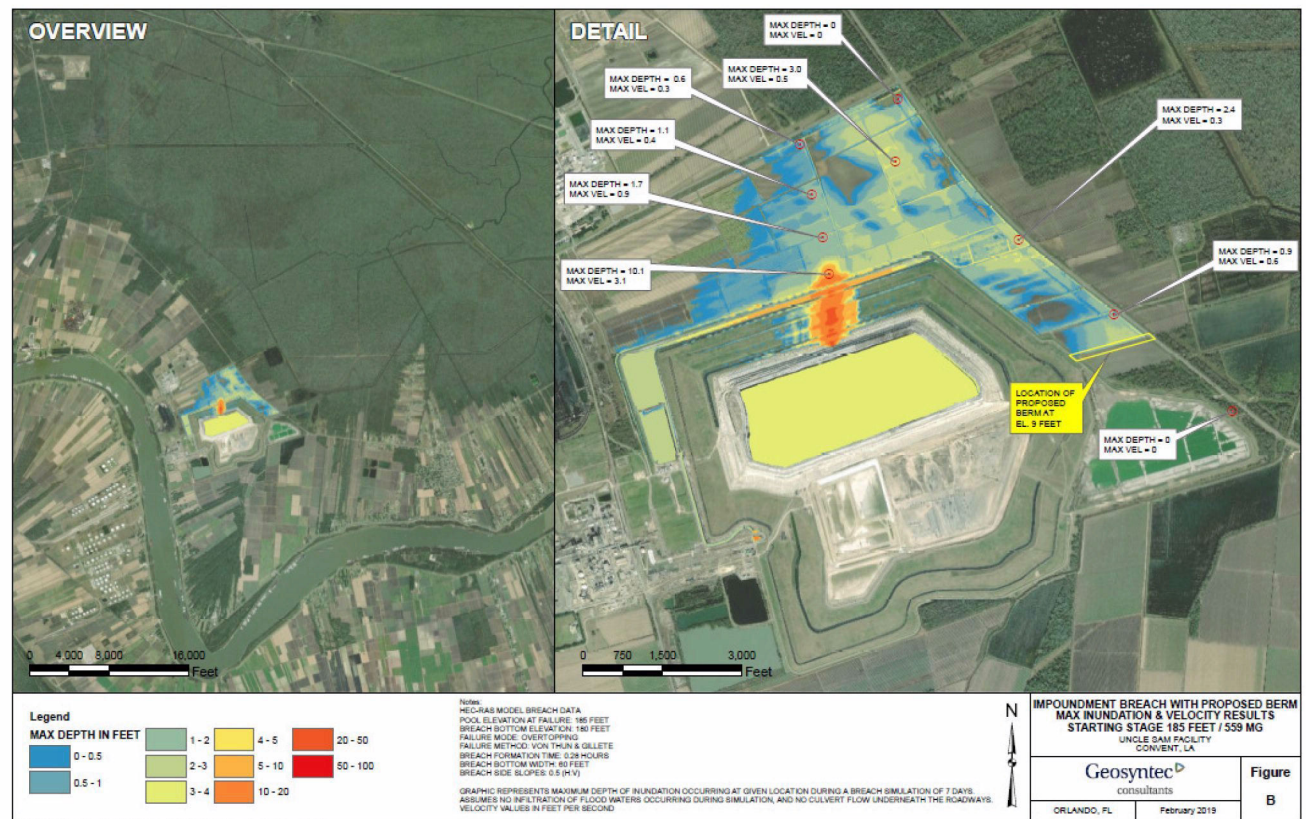 OVERVIEW
DETAIL
MAX DEPTH = 0
MAX VEL = 0
MAX DEPTH = 0.6
MAX VEL = 0.3
MAX DEPTH = 3.0
MAX VEL = 0.5
MAX DEPTH = 2.4
MAX VEL = 0.3
MAX DEPTH = 1.1
MAX VEL = 0.4
MAX DEPTH = 1.7
MAX VEL = 0.9
MAX DEPTH = 0.9
MAX VEL = 0.6
MAX DEPTH = 10.1
MAX VEL = 3.1
LOCATION OF
PROPOSED
BERM AT
EL. 9 FEET
MAX DEPTH = 0
MAX VEL = 0
0 4,000 8,000 16,000
Feet
0 750 1,500 3,000
Feet
Legend
MAX DEPTH IN FEET
0 - 0.5
0.5 - 1
1 - 2
2 - 3
3 - 4
4 - 5
5 - 10
10 - 20
20 - 50
50 - 100
Notes:
HEC-RAS MODEL BREACH DATA
POOL ELEVATION AT FAILURE: 185 FEET
BREACH BOTTOM ELEVATION: 180 FEET
FAILURE MODE: OVERTOPPING
FAILURE METHOD: VON THUN & GILLETE
BREACH FORMATION TIME: 0.28 HOURS
BREACH BOTTOM WIDTH: 60 FEET
BREACH SIDE SLOPES: 0.5 (H:V)
GRAPHIC REPRESENTS MAXIMUM DEPTH OF INUNDATION OCCURRING AT GIVEN LOCATION DURING A BREACH SIMULATION OF 7 DAYS.
ASSUMES NO INFILTRATION OF FLOOD WATERS OCCURRING DURING SIMULATION, AND NO CULVERT FLOW UNDERNEATH THE ROADWAYS.
VELOCITY VALUES IN FEET PER SECOND
N
IMPOUNDMENT BREACH WITH PROPOSED BERM
MAX INUNDATION & VELOCITY RESULTS
STARTING STAGE 185 FEET / 559 MG
UNCLE SAM FACILITY
CONVENT, LA
Geosyntec
consultants
Figure
B
ORLANDO, FL
February 2019